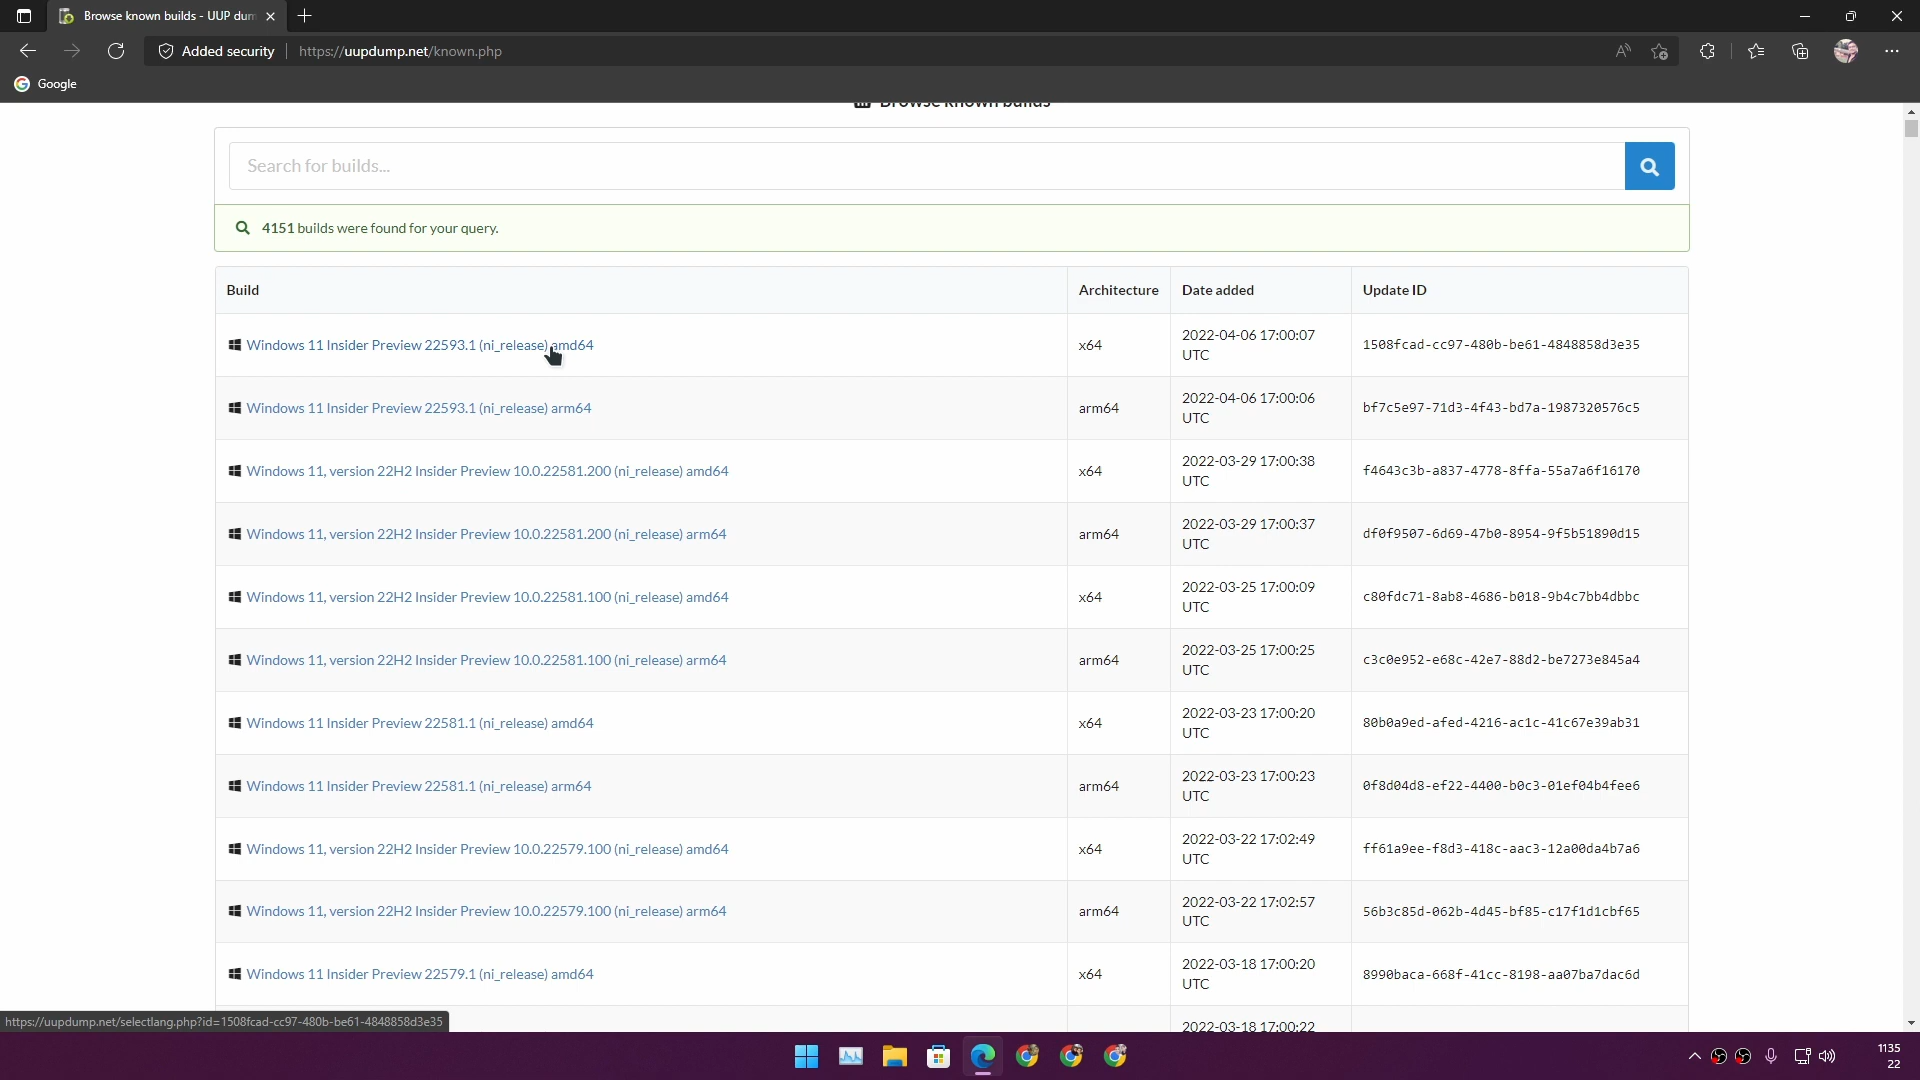 Browse known builds - UUP dum
Added security
https://uupdump.net/known.php
Google
Browse known builds
Search for builds...
4151 builds were found for your query.
Build Architecture Date added Update ID
Windows 11 Insider Preview 22593.1 (ni_release) amd64 x64 2022-04-06 17:00:07 UTC 1508fcad-cc97-480b-be61-4848858d3e35
Windows 11 Insider Preview 22593.1 (ni_release) arm64 arm64 2022-04-06 17:00:06 UTC bf7c5e97-71d3-4f43-bd7a-1987320576c5
Windows 11, version 22H2 Insider Preview 10.0.22581.200 (ni_release) amd64 x64 2022-03-29 17:00:38 UTC f4643c3b-a837-4778-8ffa-55a7a6f16170
Windows 11, version 22H2 Insider Preview 10.0.22581.200 (ni_release) arm64 arm64 2022-03-29 17:00:37 UTC df0f9507-6d69-47b0-8954-9f5b51890d15
Windows 11, version 22H2 Insider Preview 10.0.22581.100 (ni_release) amd64 x64 2022-03-25 17:00:09 UTC c80fdc71-8ab8-4686-b018-9b4c7bb4dbbc
Windows 11, version 22H2 Insider Preview 10.0.22581.100 (ni_release) arm64 arm64 2022-03-25 17:00:25 UTC c3c0e952-e68c-42e7-88d2-be7273e845a4
Windows 11 Insider Preview 22581.1 (ni_release) amd64 x64 2022-03-23 17:00:20 UTC 80b0a9ed-afed-4216-ac1c-41c67e39ab31
Windows 11 Insider Preview 22581.1 (ni_release) arm64 arm64 2022-03-23 17:00:23 UTC 0f8d04d8-ef22-4400-b0c3-01ef04b4fee6
Windows 11, version 22H2 Insider Preview 10.0.22579.100 (ni_release) amd64 x64 2022-03-22 17:02:49 UTC ff61a9ee-f8d3-418c-aac3-12a00da4b7a6
Windows 11, version 22H2 Insider Preview 10.0.22579.100 (ni_release) arm64 arm64 2022-03-22 17:02:57 UTC 56b3c85d-062b-4d45-bf85-c17f1d1cbf65
Windows 11 Insider Preview 22579.1 (ni_release) amd64 x64 2022-03-18 17:00:20 UTC 8990baca-668f-41cc-8198-aa07ba7dac6d
2022-03-18 17:00:22
https://uupdump.net/selectlang.php?id=1508fcad-cc97-480b-be61-4848858d3e35
1135
22